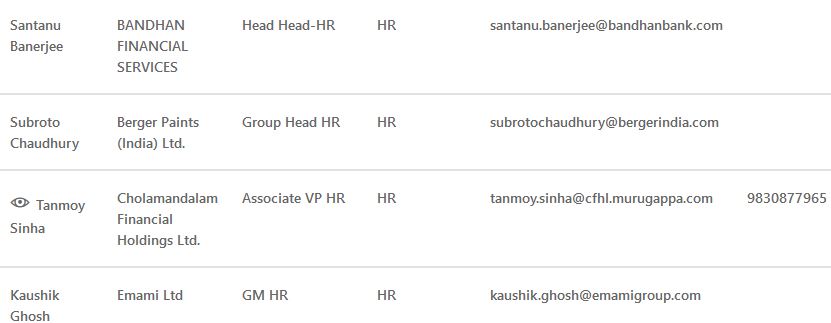 Santanu BANDHAN Head Head-HR HR santanu.banerjee@bandhanbank.com
Banerjee FINANCIAL
SERVICES
Subroto Berger Paints Group Head HR HR subrotochaudhury@bergerindia.com
Chaudhury (India) Ltd.
Tanmoy Cholamandalam Associate VP HR HR tanmoy.sinha@cfhl.murugappa.com 9830877965
Sinha Financial
Holdings Ltd.
Kaushik Emami Ltd GM HR HR kaushik.ghosh@emamigroup.com
Ghosh